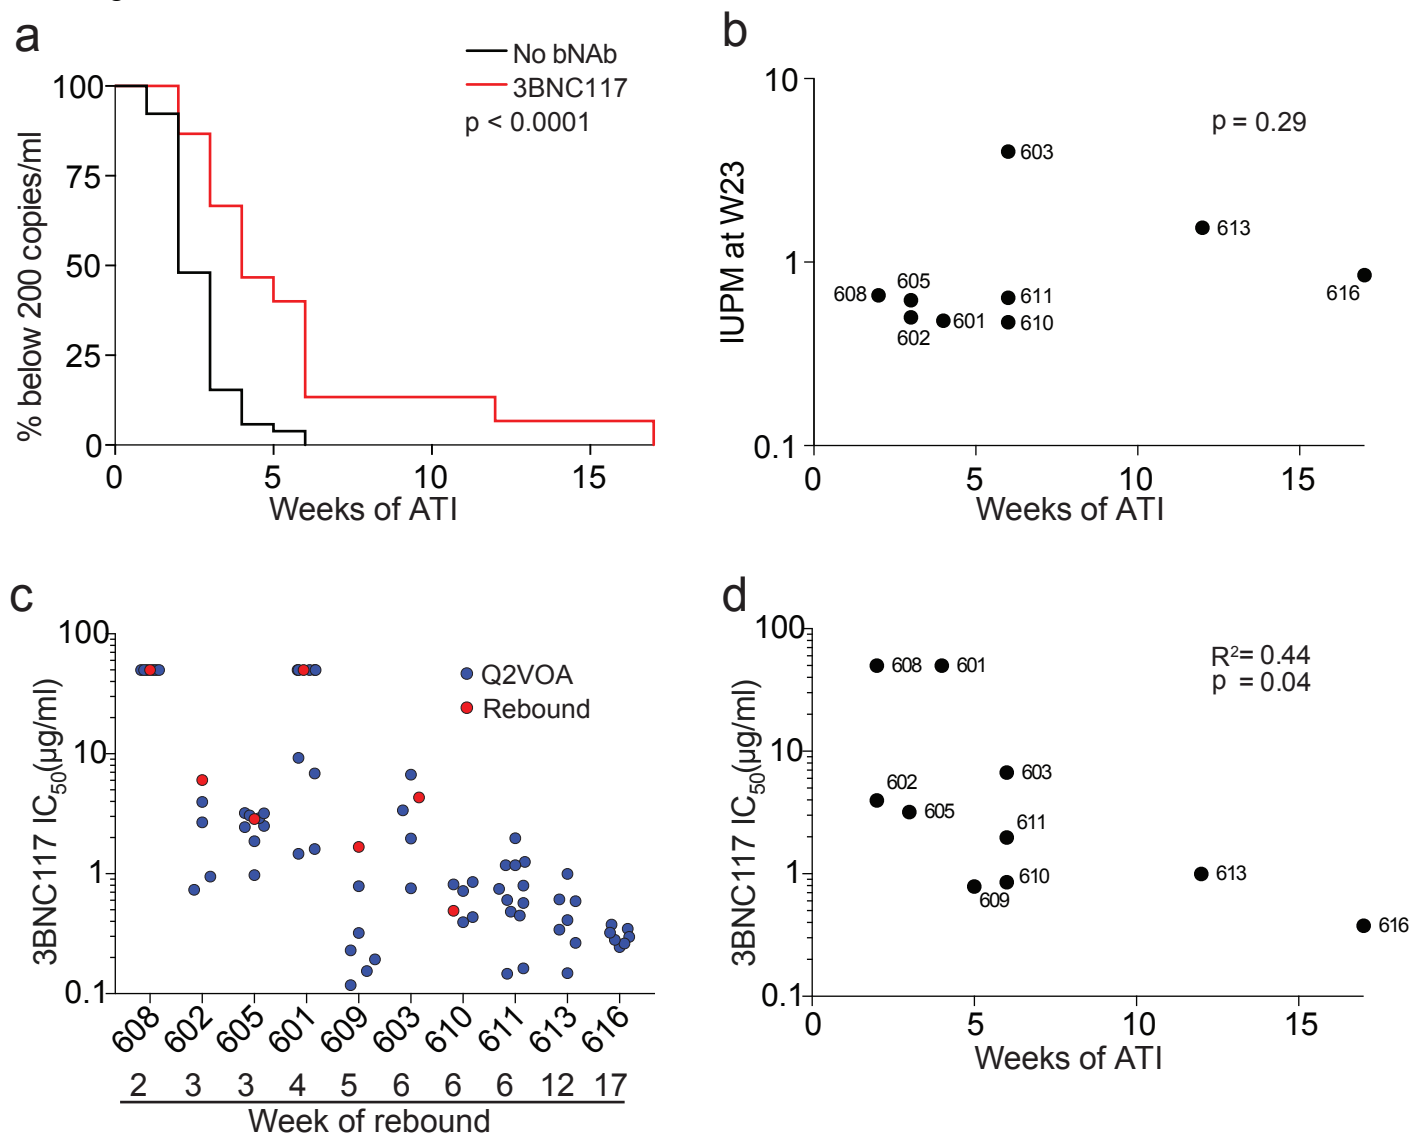 a
No bNAb
3BNC117
p < 0.0001
% below 200 copies/ml
100
75
50
25
0
0 5 10 15
Weeks of ATI
b
p = 0.29
IUPM at W23
10
1
0.1
603
613
616
608
605
611
602
601
610
0 5 10 15
Weeks of ATI
c
Q2VOA
Rebound
3BNC117 IC50(µg/ml)
100
10
1
0.1
608 602 605 601 609 603 610 611 613 616
2 3 3 4 5 6 6 6 12 17
Week of rebound
d
R²= 0.44
p = 0.04
3BNC117 IC50(µg/ml)
100
10
1
0.1
608
601
602
605
603
611
609
610
613
616
0 5 10 15
Weeks of ATI